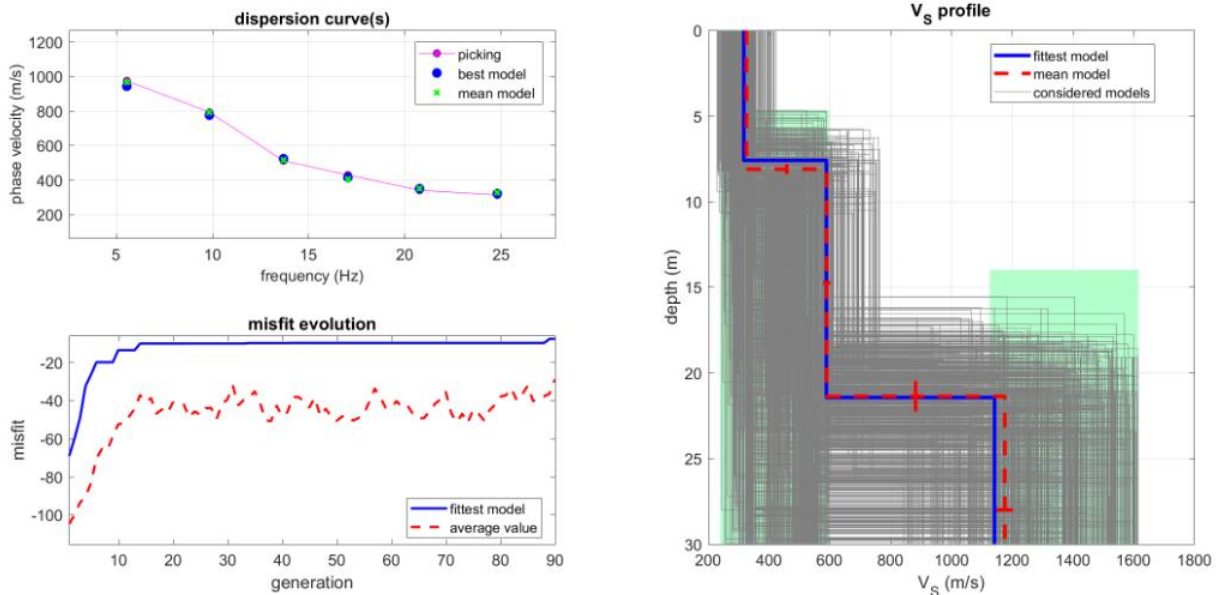 dispersion curve(s)
1200
1000
800
600
400
200
phase velocity (m/s)
picking
best model
mean model
5 10 15 20 25
frequency (Hz)
misfit evolution
-20
-40
-60
-80
-100
misfit
fittest model
average value
10 20 30 40 50 60 70 80 90
generation
V_S profile
0
5
10
15
20
25
30
depth (m)
fittest model
mean model
considered models
200 400 600 800 1000 1200 1400 1600 1800
V_S (m/s)